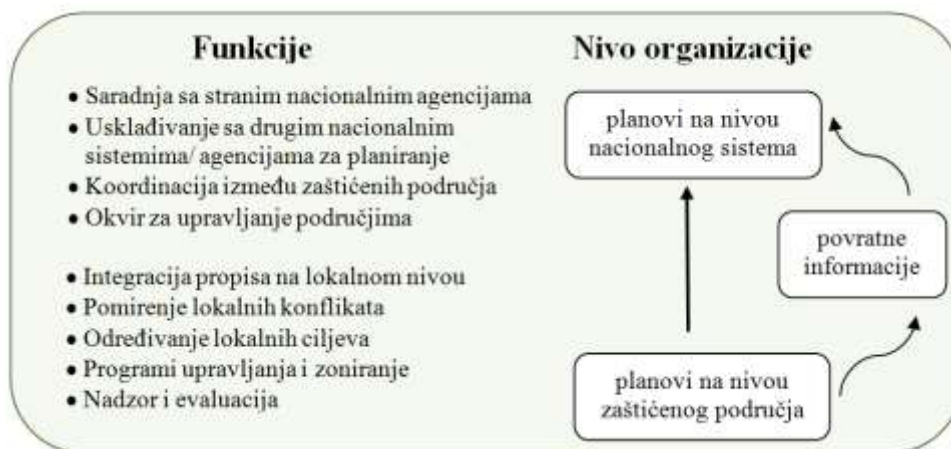 Funkcije
• Saradnja sa stranim nacionalnim agencijama
• Usklađivanje sa drugim nacionalnim
sistemima/ agencijama za planiranje
• Koordinacija između zaštićenih područja
• Okvir za upravljanje područjima
• Integracija propisa na lokalnom nivou
• Pomirenje lokalnih konflikata
• Određivanje lokalnih ciljeva
• Programi upravljanja i zoniranje
• Nadzor i evaluacija
Nivo organizacije
planovi na nivou
nacionalnog sistema
povratne
informacije
planovi na nivou
zaštićenog područja